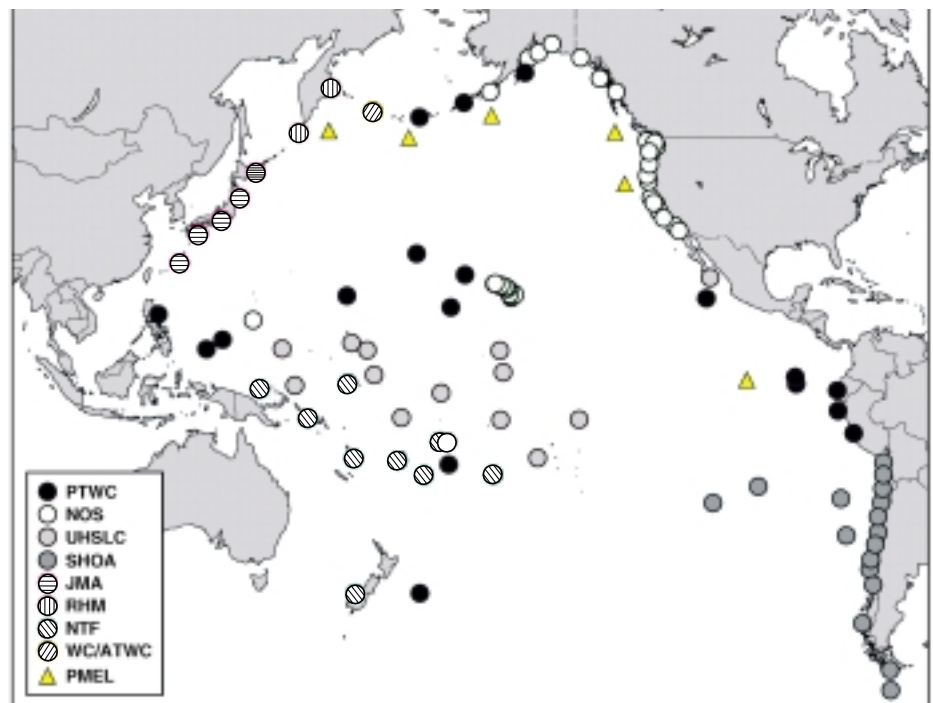 PTWC
NOS
UHSLC
SHOA
JMA
RHM
NTF
WC/ATWC
PMEL